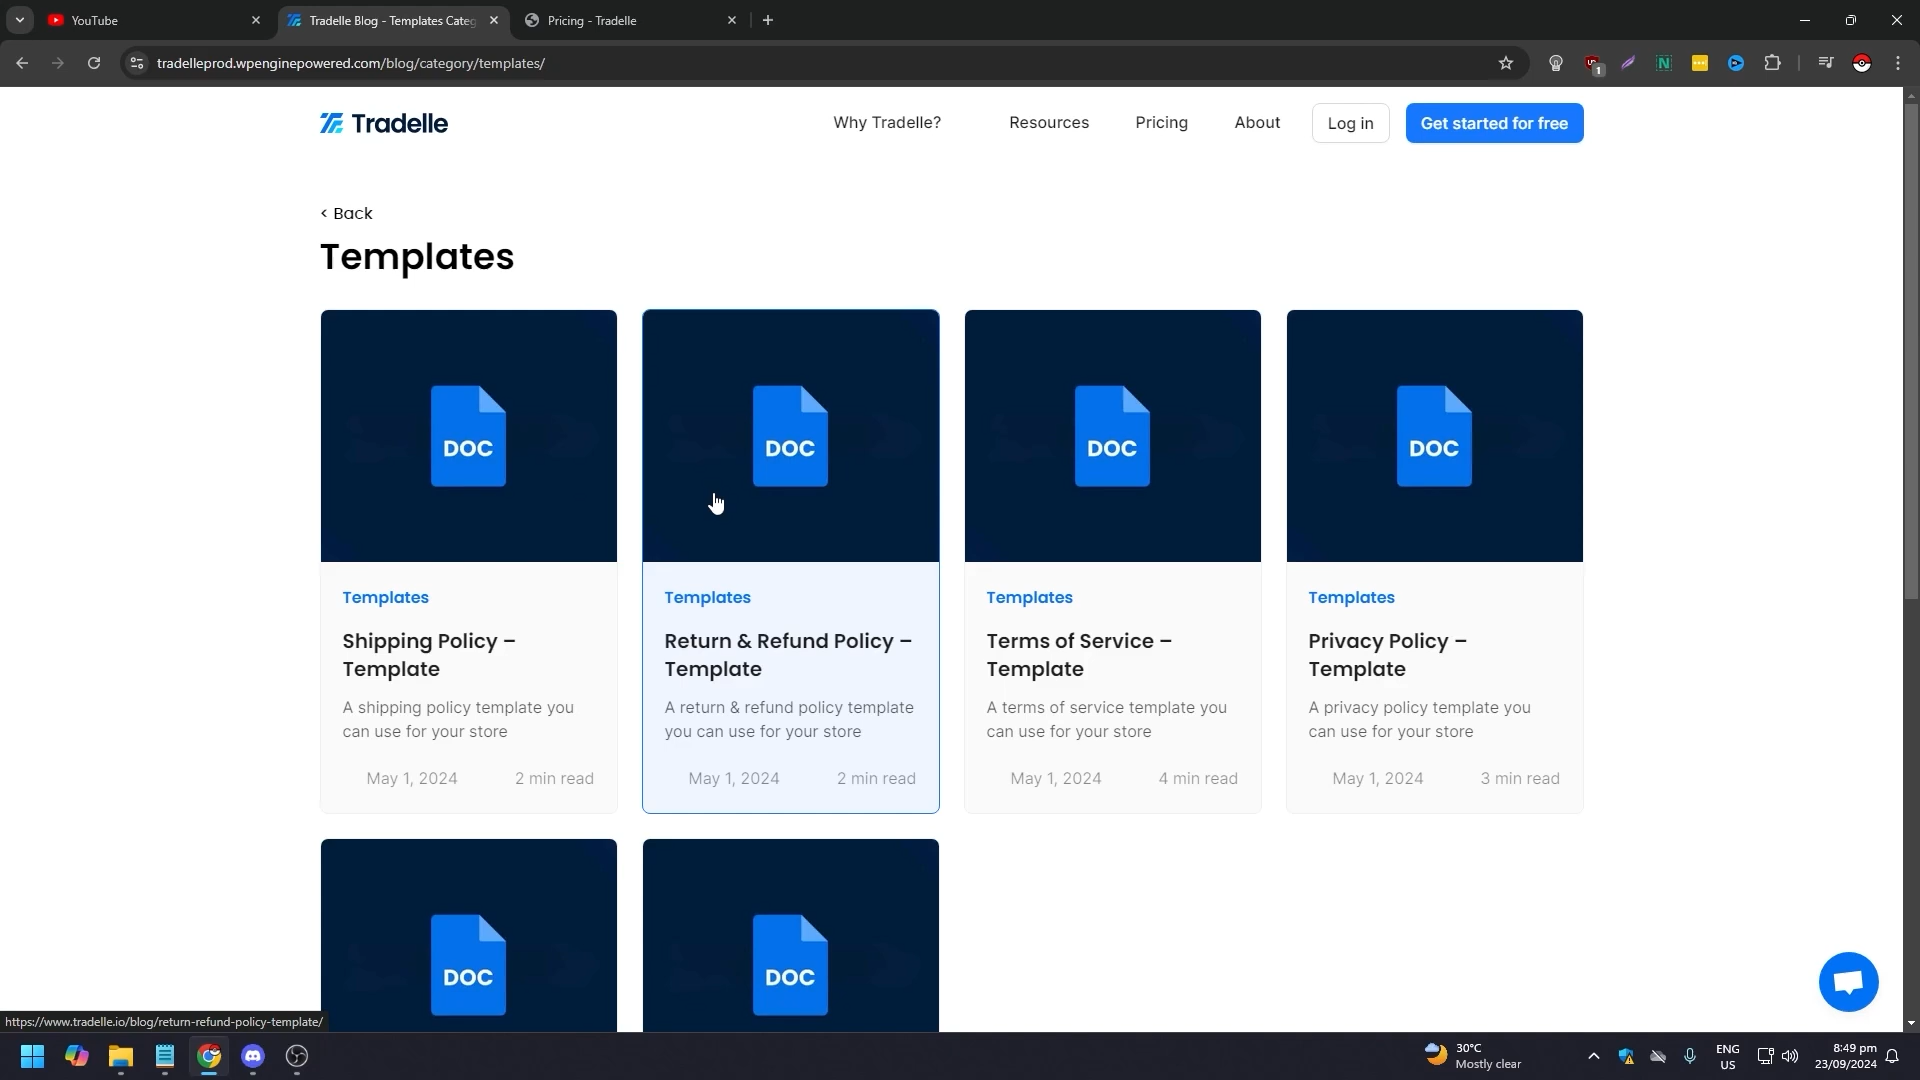 YouTube
Tradelle Blog - Templates Categ
Pricing - Tradelle
tradelleprod.wpenginepowered.com/blog/category/templates/
1
N
Tradelle
Why Tradelle?
Resources
Pricing
About
Log in
Get started for free
< Back
Templates
DOC
DOC
DOC
DOC
Templates
Shipping Policy –
Template
A shipping policy template you
can use for your store
May 1, 2024
2 min read
Templates
Return & Refund Policy –
Template
A return & refund policy template
you can use for your store
May 1, 2024
2 min read
Templates
Terms of Service –
Template
A terms of service template you
can use for your store
May 1, 2024
4 min read
Templates
Privacy Policy –
Template
A privacy policy template you
can use for your store
May 1, 2024
3 min read
DOC
DOC
https://www.tradelle.io/blog/return-refund-policy-template/
30°C
Mostly clear
ENG
US
8:49 pm
23/09/2024